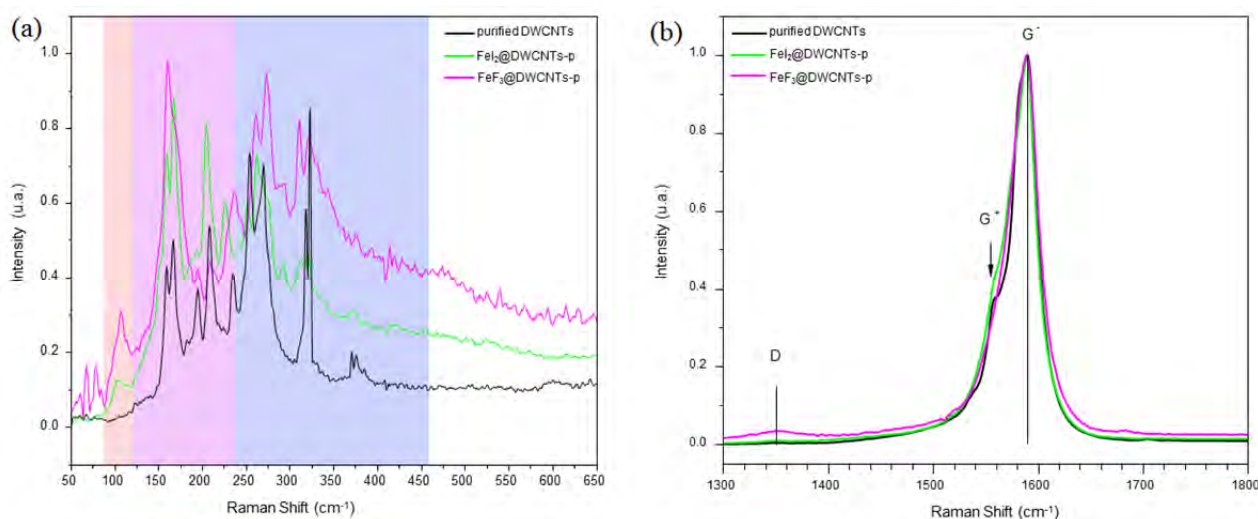 (a)
purified DWCNTs
FeI₂@DWCNTs-p
FeF₃@DWCNTs-p
Intensity (u.a.)
1.0
0.8
0.6
0.4
0.2
0.0
50 100 150 200 250 300 350 400 450 500 550 600 650
Raman Shift (cm⁻¹)
(b)
G⁻
purified DWCNTs
FeI₂@DWCNTs-p
FeF₃@DWCNTs-p
G⁺
D
Intensity (u.a.)
1.0
0.8
0.6
0.4
0.2
0.0
1300 1400 1500 1600 1700 1800
Raman Shift (cm⁻¹)